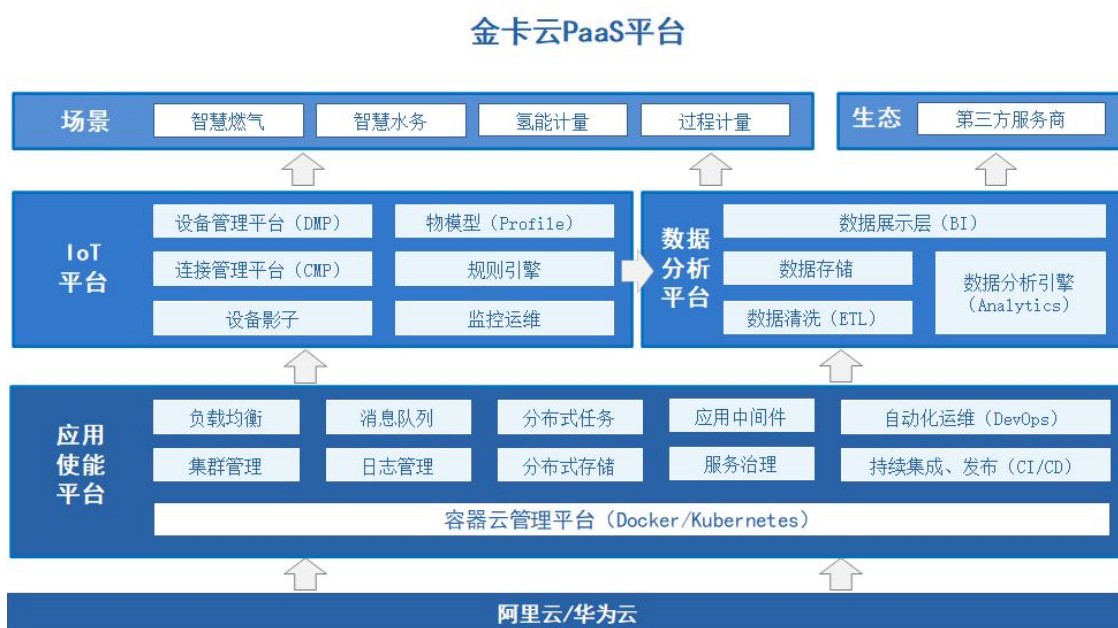 金卡云PaaS平台
场景
智慧燃气
智慧水务
氢能计量
过程计量
生态
第三方服务商
IoT
平台
设备管理平台（DMP）
物模型（Profile）
连接管理平台（CMP）
规则引擎
设备影子
监控运维
数据
分析
平台
数据展示层（BI）
数据存储
数据清洗（ETL）
数据分析引擎
(Analytics)
应用
使能
平台
负载均衡
消息队列
分布式任务
应用中间件
自动化运维（DevOps）
集群管理
日志管理
分布式存储
服务治理
持续集成、发布（CI/CD）
容器云管理平台（Docker/Kubernetes）
阿里云/华为云